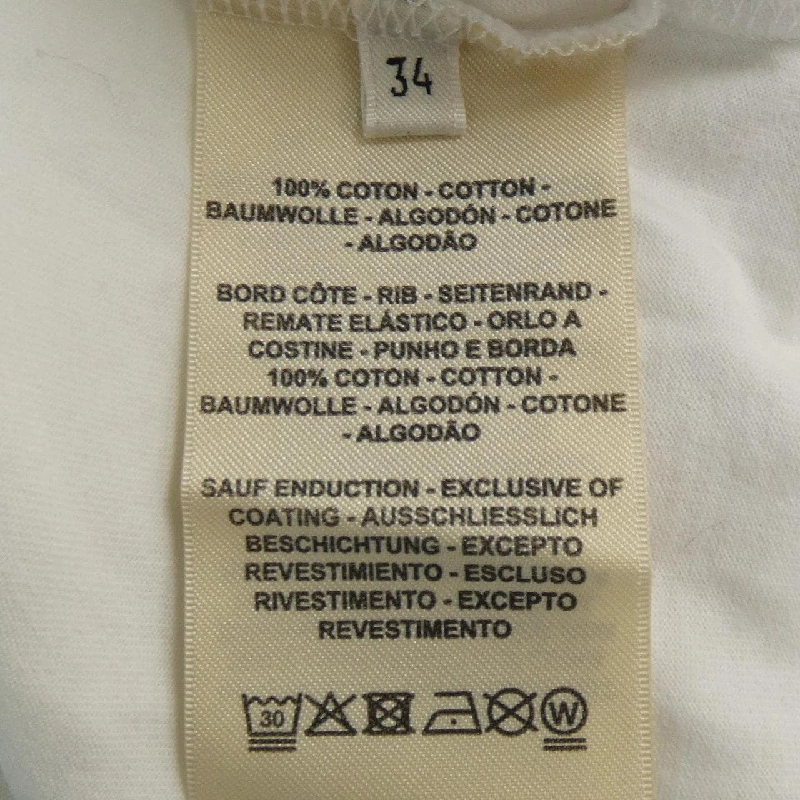 34
100% COTON - COTTON -
BAUMWOLLE - ALGODÓN - COTONE
- ALGODÃO
BORD CÔTE - RIB - SEITENRAND -
REMATE ELÁSTICO - ORLO A
COSTINE - PUNHO E BORDA
100% COTON - COTTON -
BAUMWOLLE - ALGODÓN - COTONE
- ALGODÃO
SAUF ENDUCTION - EXCLUSIVE OF
COATING - AUSSCHLIESSLICH
BESCHICHTUNG - EXCEPTO
REVESTIMIENTO - ESCLUSO
RIVESTIMENTO - EXCEPTO
REVESTIMENTO
30 W